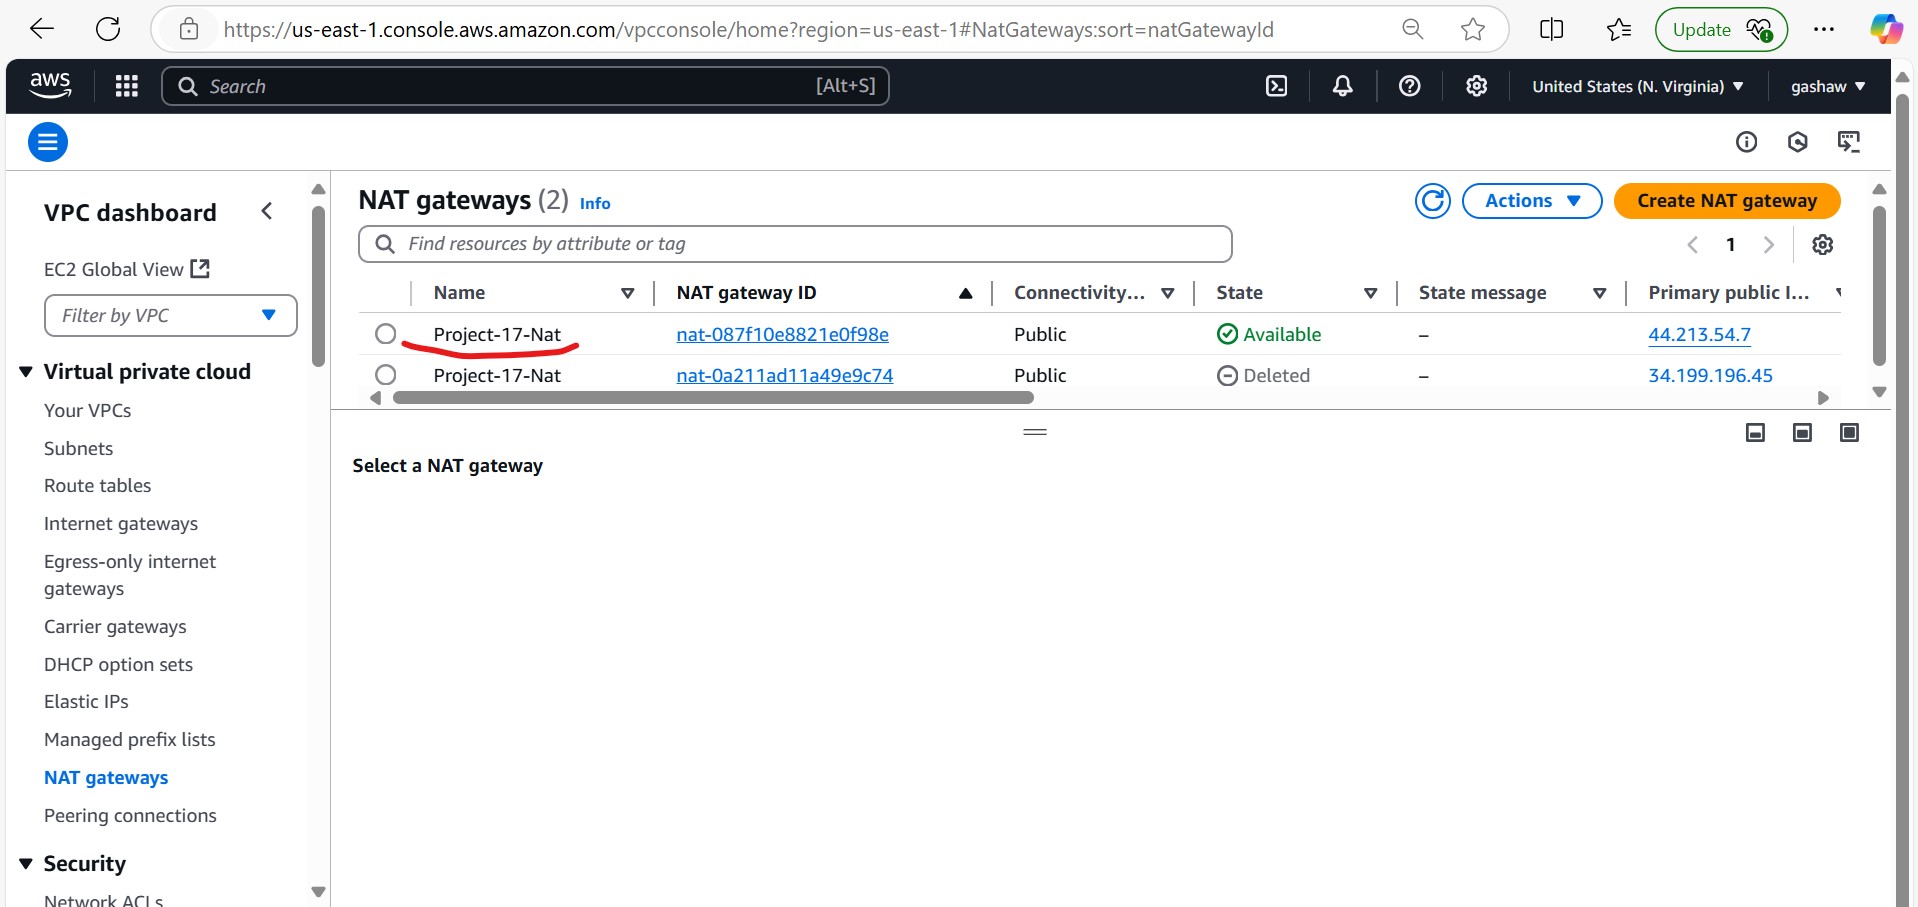 https://us-east-1.console.aws.amazon.com/vpcconsole/home?region=us-east-1#NatGateways:sort=natGatewayId
Update
aws
Search
[Alt+S]
United States (N. Virginia)
gashaw
VPC dashboard
EC2 Global View
Filter by VPC
Virtual private cloud
Your VPCs
Subnets
Route tables
Internet gateways
Egress-only internet
gateways
Carrier gateways
DHCP option sets
Elastic IPs
Managed prefix lists
NAT gateways
Peering connections
Security
Network ACLs
NAT gateways (2) Info
Actions
Create NAT gateway
Find resources by attribute or tag
1
Name NAT gateway ID Connectivity... State State message Primary public I...
Project-17-Nat nat-087f10e8821e0f98e Public Available – 44.213.54.7
Project-17-Nat nat-0a211ad11a49e9c74 Public Deleted – 34.199.196.45
Select a NAT gateway